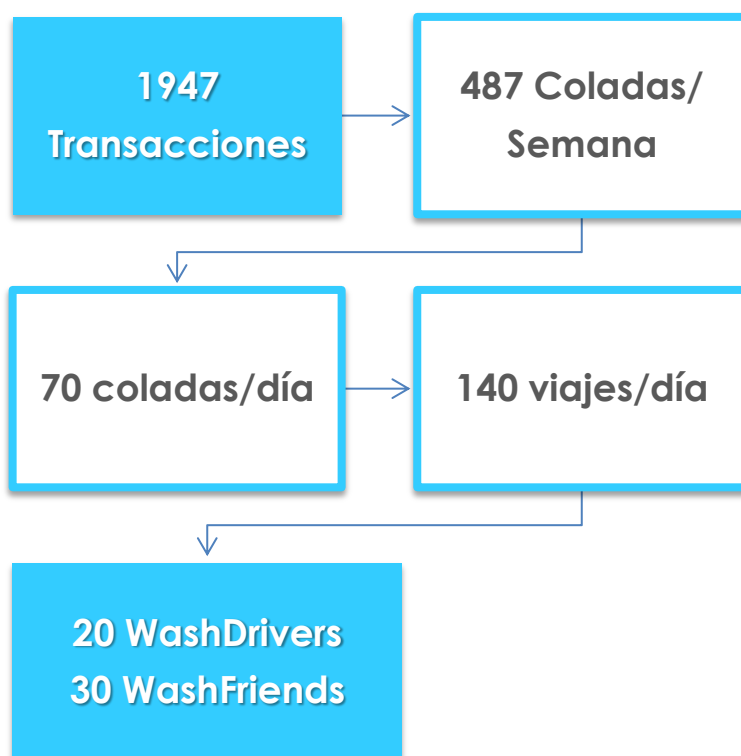 1947
Transacciones
487 Coladas/
Semana
70 coladas/día
140 viajes/día
20 WashDrivers
30 WashFriends